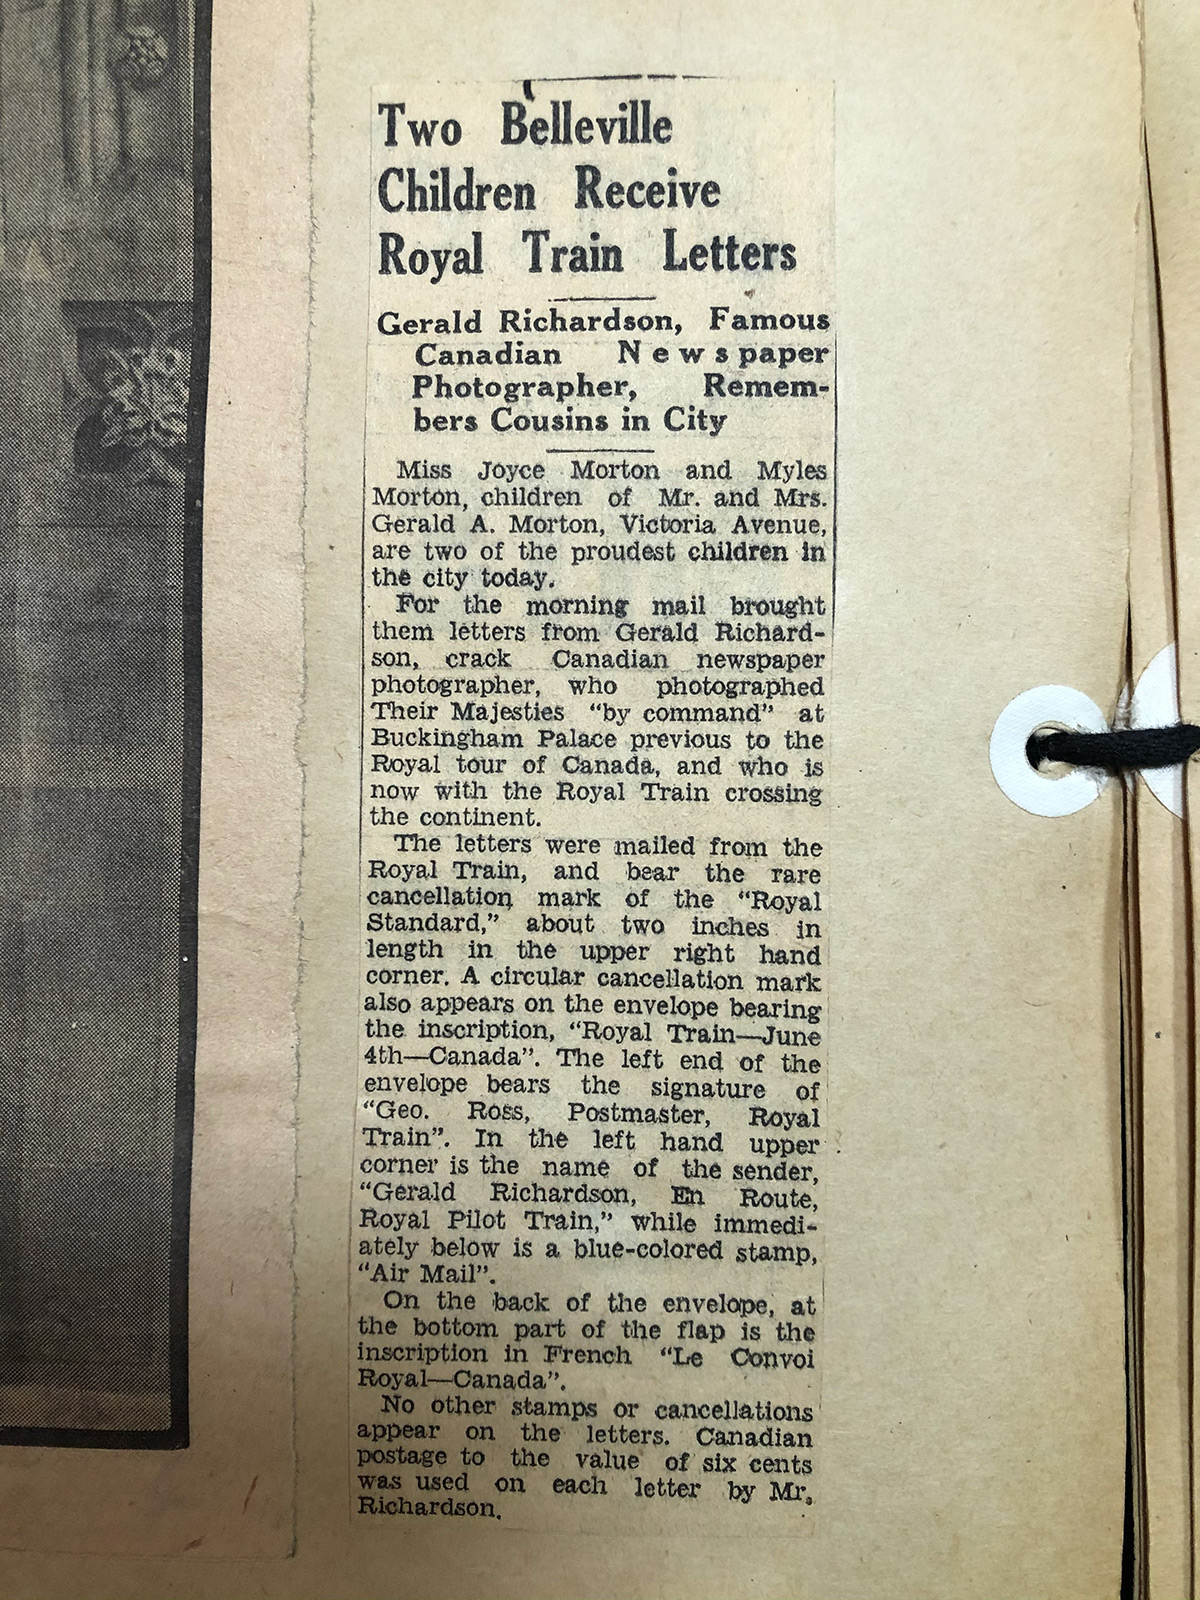 Two Belleville
Children Receive
Royal Train Letters
Gerald Richardson, Famous
Canadian Newspaper
Photographer, Remem-
bers Cousins in City
Miss Joyce Morton and Myles
Morton, children of Mr. and Mrs.
Gerald A. Morton, Victoria Avenue,
are two of the proudest children in
the city today.
For the morning mail brought
them letters from Gerald Richard-
son, crack Canadian newspaper
photographer, who photographed
Their Majesties “by command” at
Buckingham Palace previous to the
Royal tour of Canada, and who is
now with the Royal Train crossing
the continent.
The letters were mailed from the
Royal Train, and bear the rare
cancellation mark of the “Royal
Standard,” about two inches in
length in the upper right hand
corner. A circular cancellation mark
also appears on the envelope bearing
the inscription, “Royal Train—June
4th—Canada”. The left end of the
envelope bears the signature of
“Geo. Ross, Postmaster, Royal
Train”. In the left hand upper
corner is the name of the sender,
“Gerald Richardson, En Route,
Royal Pilot Train,” while immedi-
ately below is a blue-colored stamp,
“Air Mail”.
On the back of the envelope, at
the bottom part of the flap is the
inscription in French “Le Convoi
Royal—Canada”.
No other stamps or cancellations
appear on the letters. Canadian
postage to the value of six cents
was used on each letter by Mr.
Richardson.